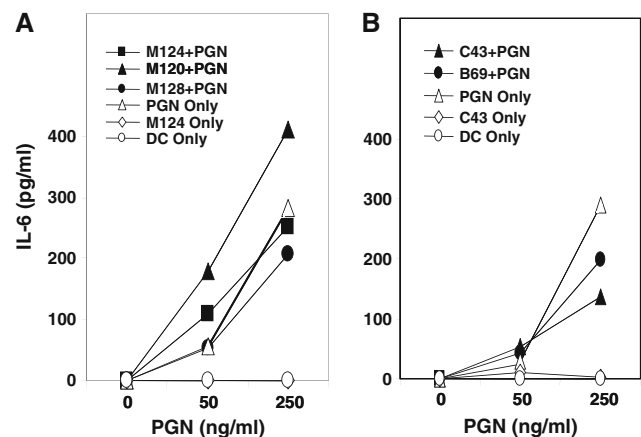 A
M124+PGN
M120+PGN
M128+PGN
PGN Only
M124 Only
DC Only
IL-6 (pg/ml)
400
300
200
100
0
0 50 250
PGN (ng/ml)
B
C43+PGN
B69+PGN
PGN Only
C43 Only
DC Only
400
300
200
100
0
0 50 250
PGN (ng/ml)